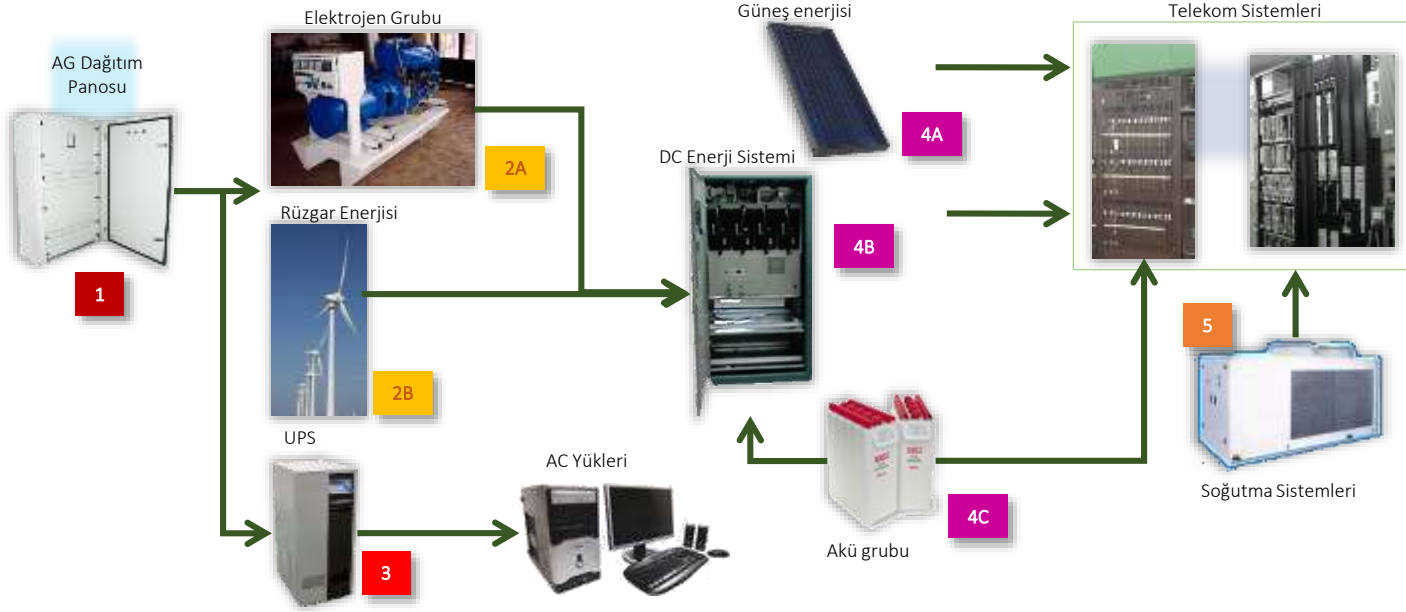 Elektrojen Grubu
Güneş enerjisi
Telekom Sistemleri
AG Dağıtım
Panosu
4A
DC Enerji Sistemi
2A
Rüzgar Enerjisi
4B
1
5
2B
UPS
AC Yükleri
Soğutma Sistemleri
4C
Akü grubu
3